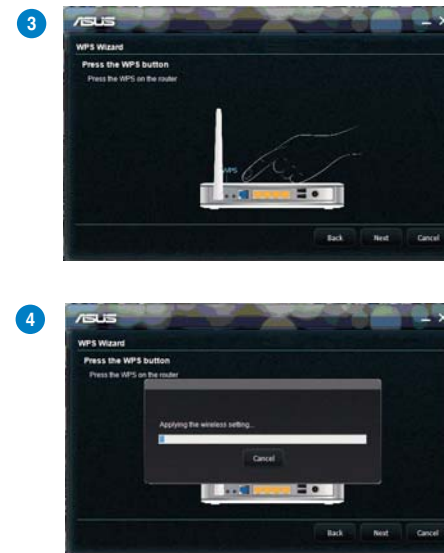 3
ASUS
WPS Wizard
Press the WPS button
Press the WPS on the router
WPS
Back Next Cancel
4
ASUS
WPS Wizard
Press the WPS button
Press the WPS on the router
Applying the wireless setting...
Cancel
Back Next Cancel